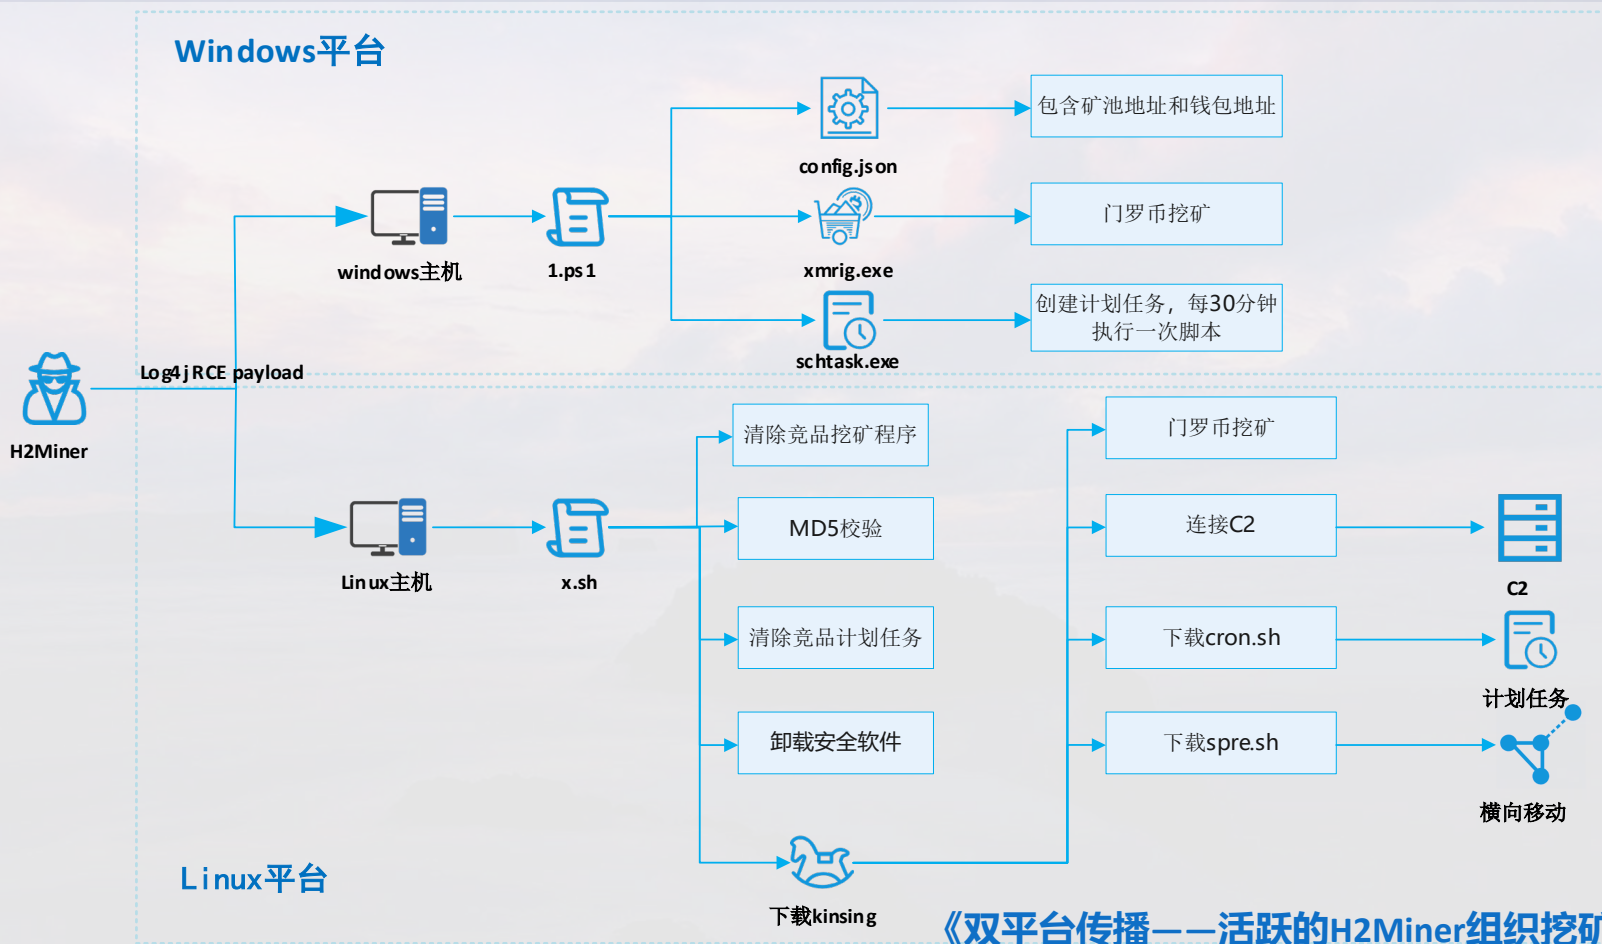 Windows平台
包含矿池地址和钱包地址
config.json
门罗币挖矿
windows主机
1.ps1
xmrig.exe
创建计划任务，每30分钟
执行一次脚本
schtask.exe
Log4jRCE payload
H2Miner
清除竞品挖矿程序
门罗币挖矿
MD5校验
连接C2
Linux主机
x.sh
C2
清除竞品计划任务
下载cron.sh
计划任务
卸载安全软件
下载spre.sh
横向移动
Linux平台
下载kinsing
《双平台传播——活跃的H2Miner组织挖矿